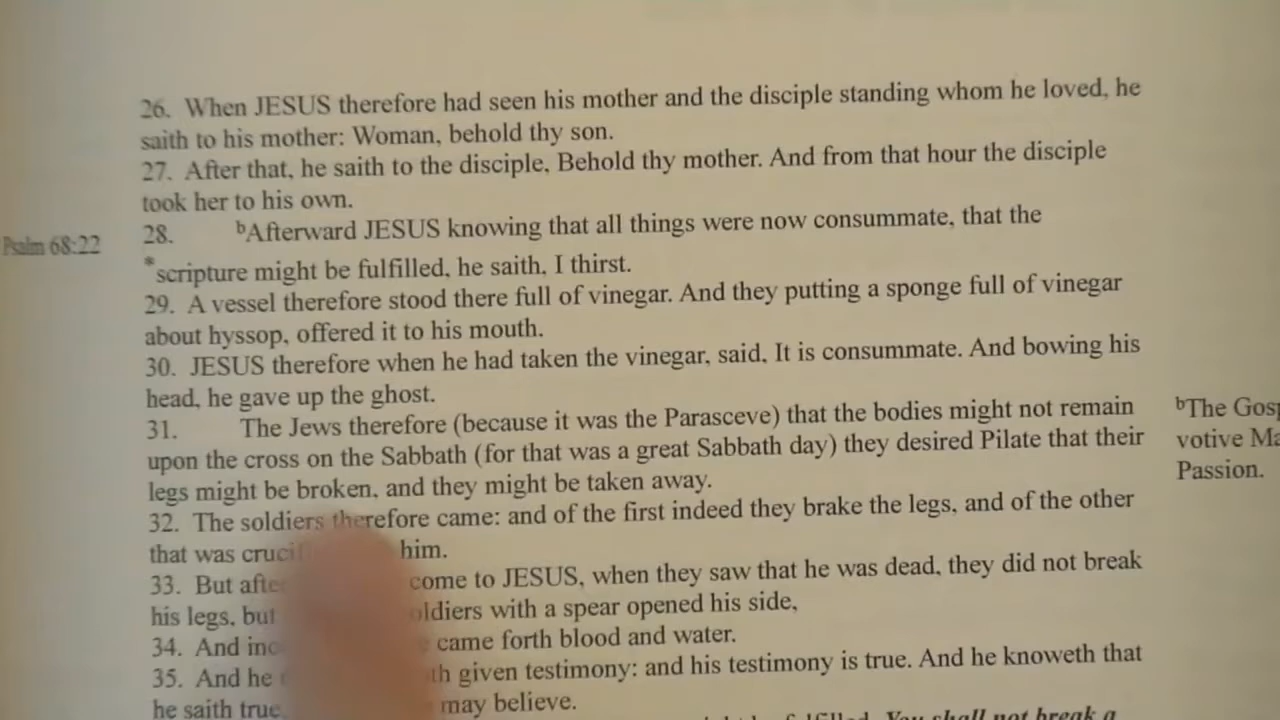 26. When JESUS therefore had seen his mother and the disciple standing whom he loved, he
saith to his mother: Woman, behold thy son.
27. After that, he saith to the disciple, Behold thy mother. And from that hour the disciple
took her to his own.
Psalm 68:22
28. bAfterward JESUS knowing that all things were now consummate, that the
*scripture might be fulfilled, he saith, I thirst.
29. A vessel therefore stood there full of vinegar. And they putting a sponge full of vinegar
about hyssop, offered it to his mouth.
30. JESUS therefore when he had taken the vinegar, said, It is consummate. And bowing his
head, he gave up the ghost.
31. The Jews therefore (because it was the Parasceve) that the bodies might not remain
upon the cross on the Sabbath (for that was a great Sabbath day) they desired Pilate that their
legs might be broken, and they might be taken away.
32. The soldiers therefore came: and of the first indeed they brake the legs, and of the other
that was him.
33. But come to JESUS, when they saw that he was dead, they did not break
his legs, but with a spear opened his side,
34. And came forth blood and water.
35. And he given testimony: and his testimony is true. And he knoweth that
he saith true, may believe.
You shall not break a
bThe
votive
Passion.